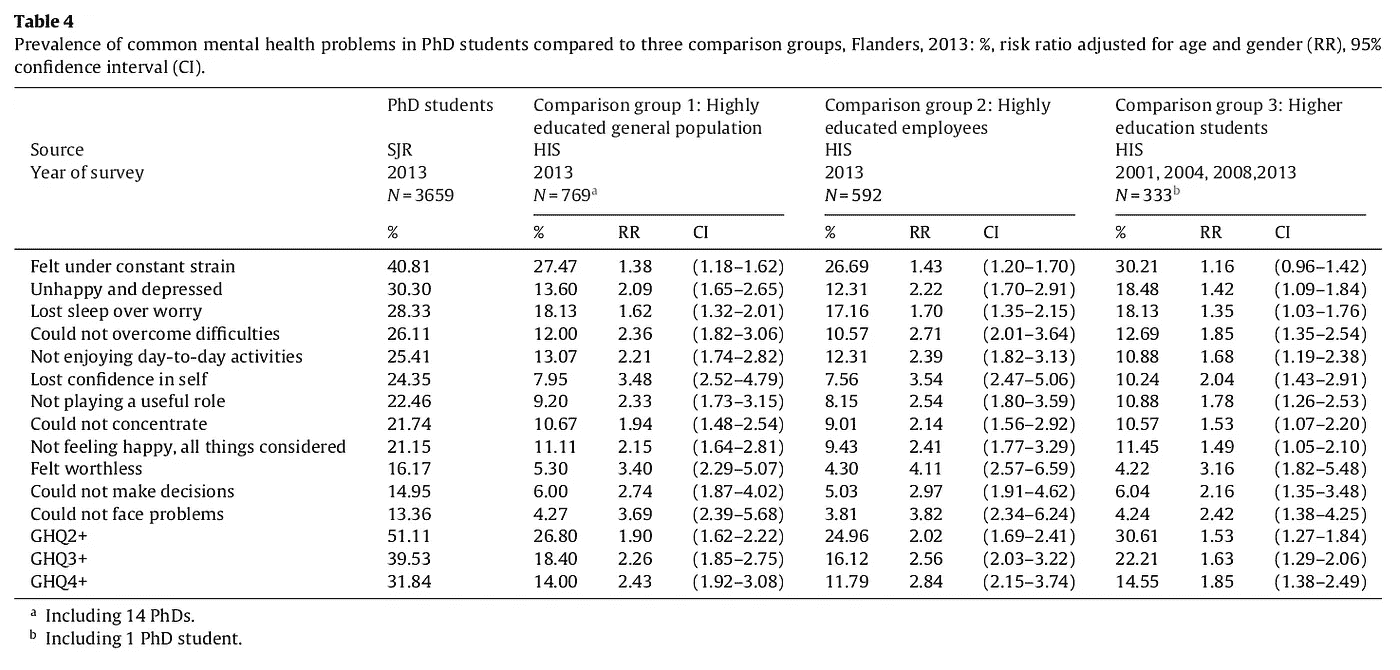 Table 4
Prevalence of common mental health problems in PhD students compared to three comparison groups, Flanders, 2013: %, risk ratio adjusted for age and gender (RR), 95%
confidence interval (CI).
PhD students Comparison group 1: Highly Comparison group 2: Highly Comparison group 3: Higher
educated general population educated employees education students
Source SJR HIS HIS HIS
Year of survey 2013 2013 2013 2001, 2004, 2008,2013
N = 3659 N = 769a N = 592 N = 333b
% % RR CI % RR CI % RR CI
Felt under constant strain 40.81 27.47 1.38 (1.18–1.62) 26.69 1.43 (1.20–1.70) 30.21 1.16 (0.96–1.42)
Unhappy and depressed 30.30 13.60 2.09 (1.65–2.65) 12.31 2.22 (1.70–2.91) 18.48 1.42 (1.09–1.84)
Lost sleep over worry 28.33 18.13 1.62 (1.32–2.01) 17.16 1.70 (1.35–2.15) 18.13 1.35 (1.03–1.76)
Could not overcome difficulties 26.11 12.00 2.36 (1.82–3.06) 10.57 2.71 (2.01–3.64) 12.69 1.85 (1.35–2.54)
Not enjoying day-to-day activities 25.41 13.07 2.21 (1.74–2.82) 12.31 2.39 (1.82–3.13) 10.88 1.68 (1.19–2.38)
Lost confidence in self 24.35 7.95 3.48 (2.52–4.79) 7.56 3.54 (2.47–5.06) 10.24 2.04 (1.43–2.91)
Not playing a useful role 22.46 9.20 2.33 (1.73–3.15) 8.15 2.54 (1.80–3.59) 10.88 1.78 (1.26–2.53)
Could not concentrate 21.74 10.67 1.94 (1.48–2.54) 9.01 2.14 (1.56–2.92) 10.57 1.53 (1.07–2.20)
Not feeling happy, all things considered 21.15 11.11 2.15 (1.64–2.81) 9.43 2.41 (1.77–3.29) 11.45 1.49 (1.05–2.10)
Felt worthless 16.17 5.30 3.40 (2.29–5.07) 4.30 4.11 (2.57–6.59) 4.22 3.16 (1.82–5.48)
Could not make decisions 14.95 6.00 2.74 (1.87–4.02) 5.03 2.97 (1.91–4.62) 6.04 2.16 (1.35–3.48)
Could not face problems 13.36 4.27 3.69 (2.39–5.68) 3.81 3.82 (2.34–6.24) 4.24 2.42 (1.38–4.25)
GHQ2+ 51.11 26.80 1.90 (1.62–2.22) 24.96 2.02 (1.69–2.41) 30.61 1.53 (1.27–1.84)
GHQ3+ 39.53 18.40 2.26 (1.85–2.75) 16.12 2.56 (2.03–3.22) 22.21 1.63 (1.29–2.06)
GHQ4+ 31.84 14.00 2.43 (1.92–3.08) 11.79 2.84 (2.15–3.74) 14.55 1.85 (1.38–2.49)
a Including 14 PhDs.
b Including 1 PhD student.